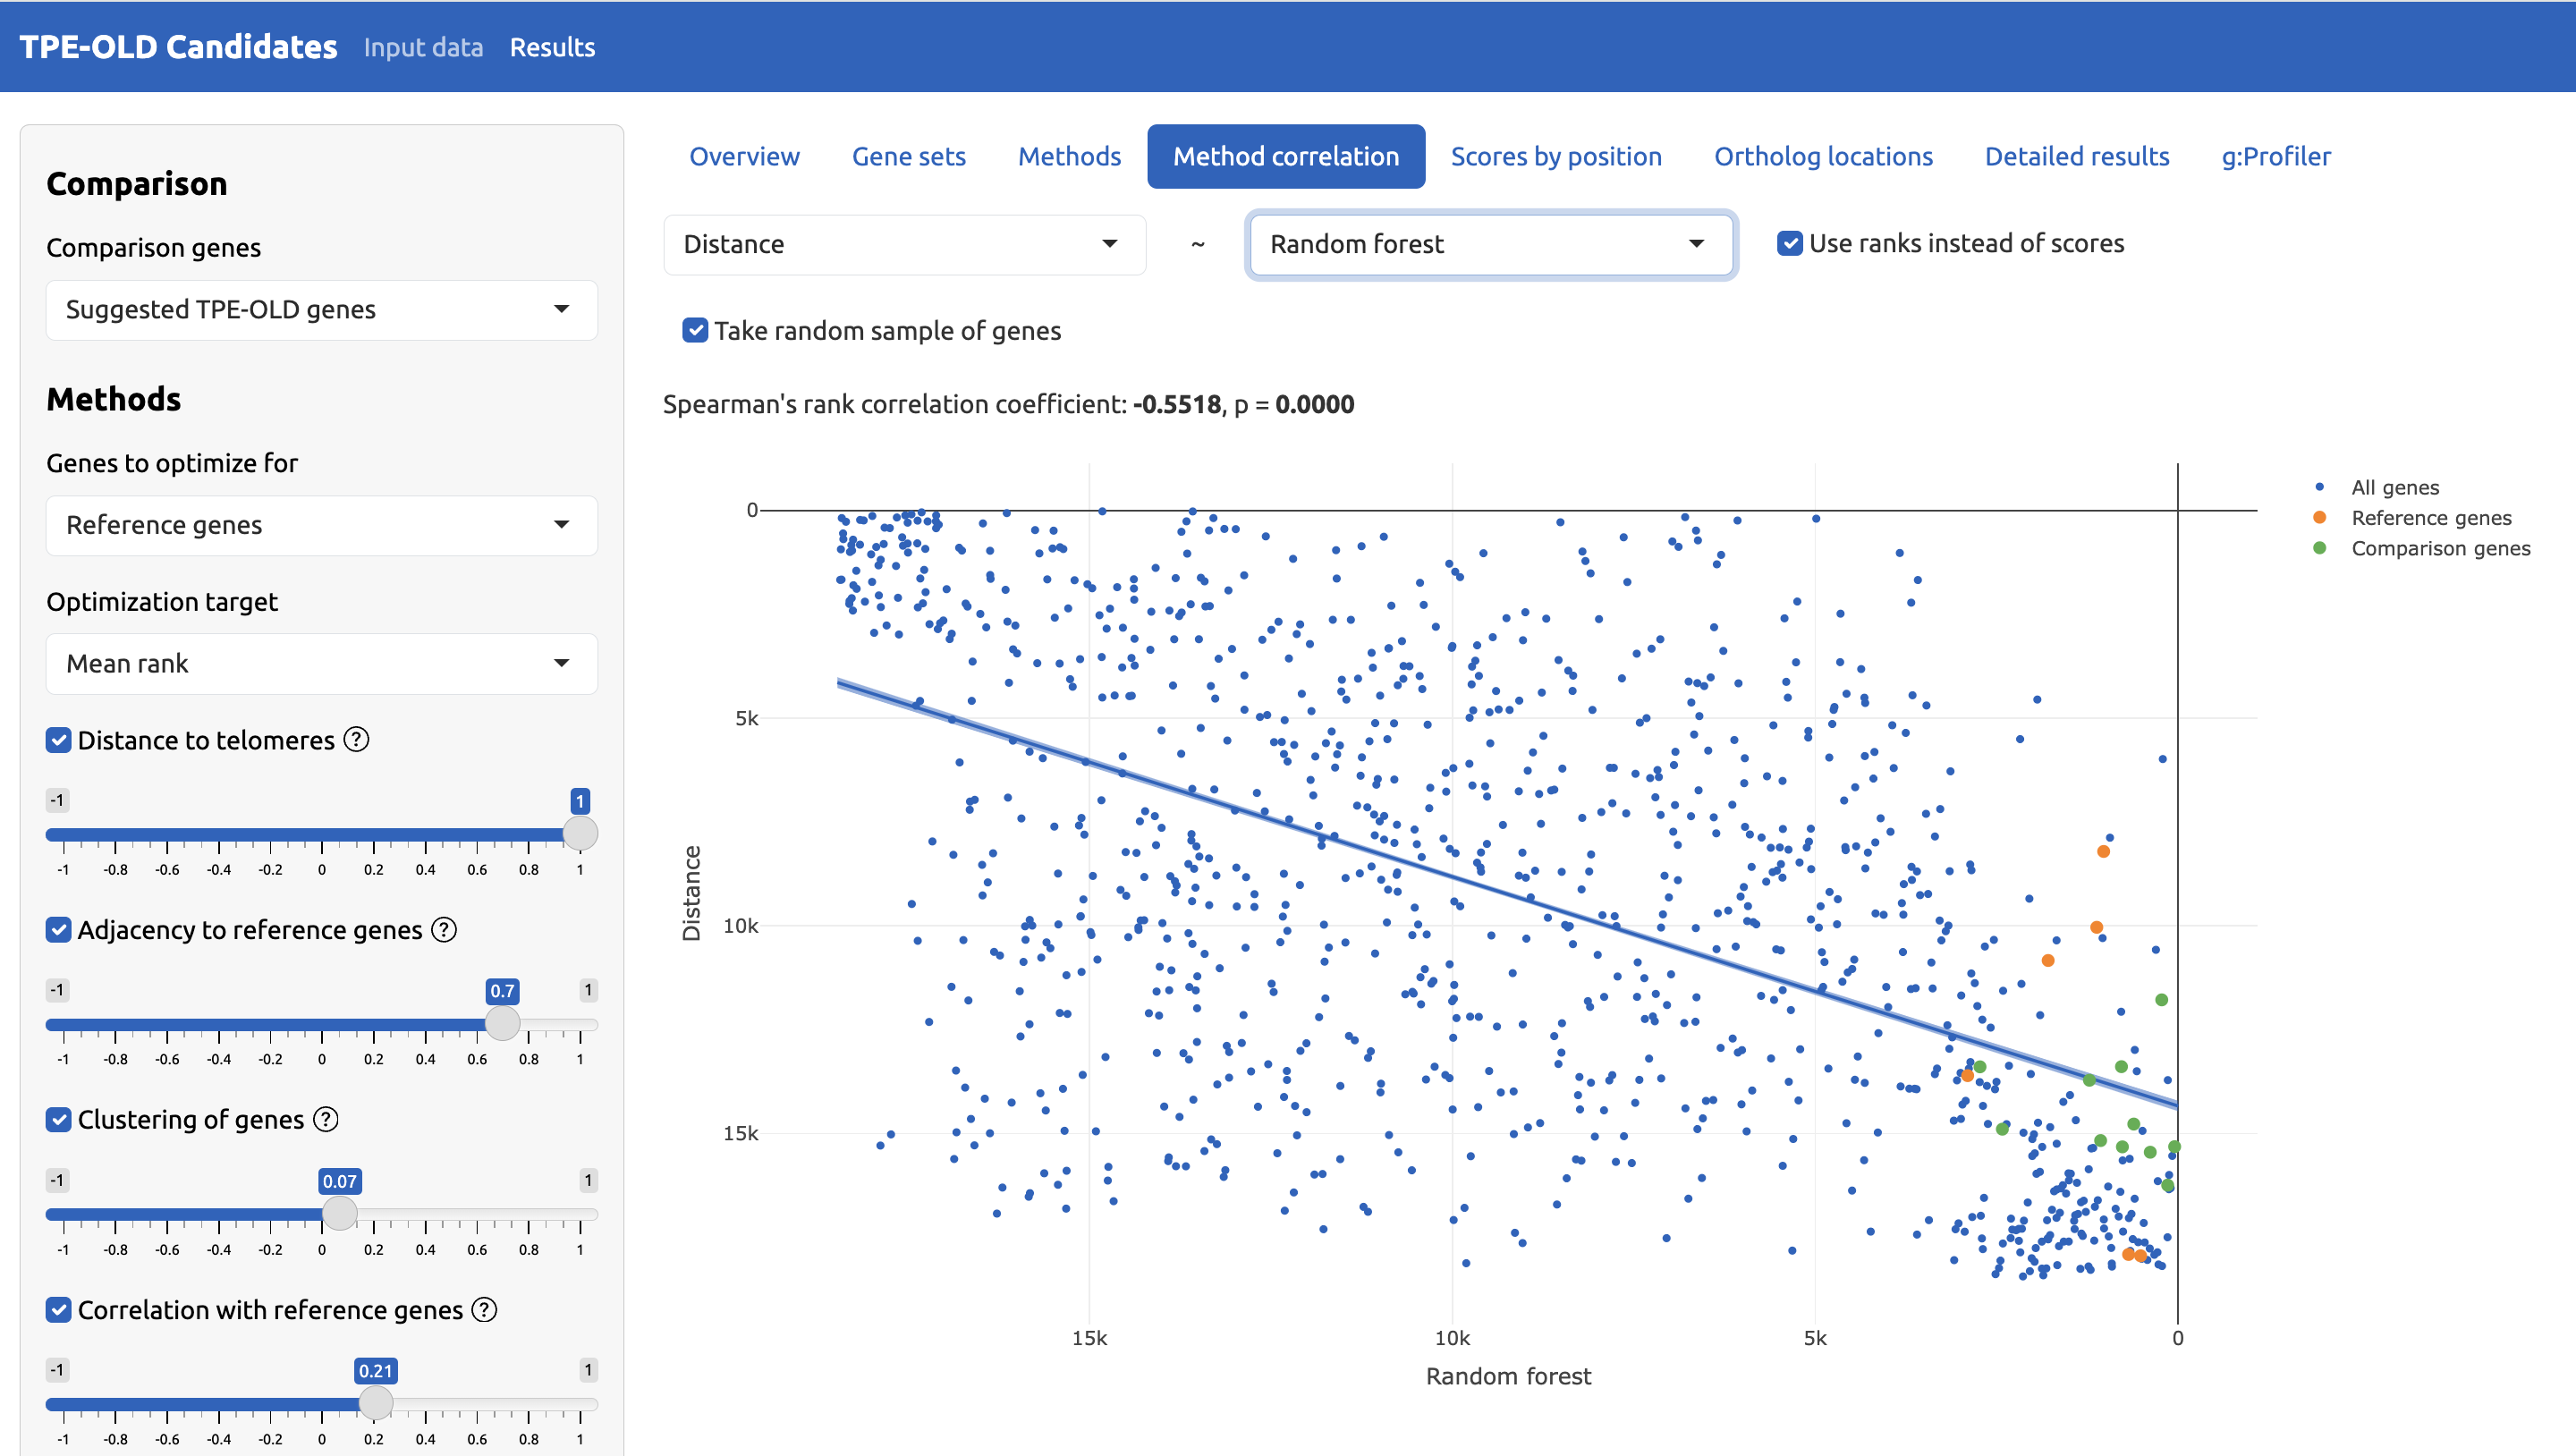 TPE-OLD Candidates Input data Results
Comparison
Comparison genes
Suggested TPE-OLD genes
Methods
Genes to optimize for
Reference genes
Optimization target
Mean rank
Distance to telomeres ?
-1 1
-1 -0.8 -0.6 -0.4 -0.2 0 0.2 0.4 0.6 0.8 1
Adjacency to reference genes ?
-1 0.7 1
-1 -0.8 -0.6 -0.4 -0.2 0 0.2 0.4 0.6 0.8 1
Clustering of genes ?
-1 0.07 1
-1 -0.8 -0.6 -0.4 -0.2 0 0.2 0.4 0.6 0.8 1
Correlation with reference genes ?
-1 0.21 1
-1 -0.8 -0.6 -0.4 -0.2 0 0.2 0.4 0.6 0.8 1
Overview Gene sets Methods Method correlation Scores by position Ortholog locations Detailed results g:Profiler
Distance ~ Random forest Use ranks instead of scores
Take random sample of genes
Spearman's rank correlation coefficient: -0.5518, p = 0.0000
0
5k
10k
15k
Distance
15k 10k 5k 0
Random forest
All genes
Reference genes
Comparison genes